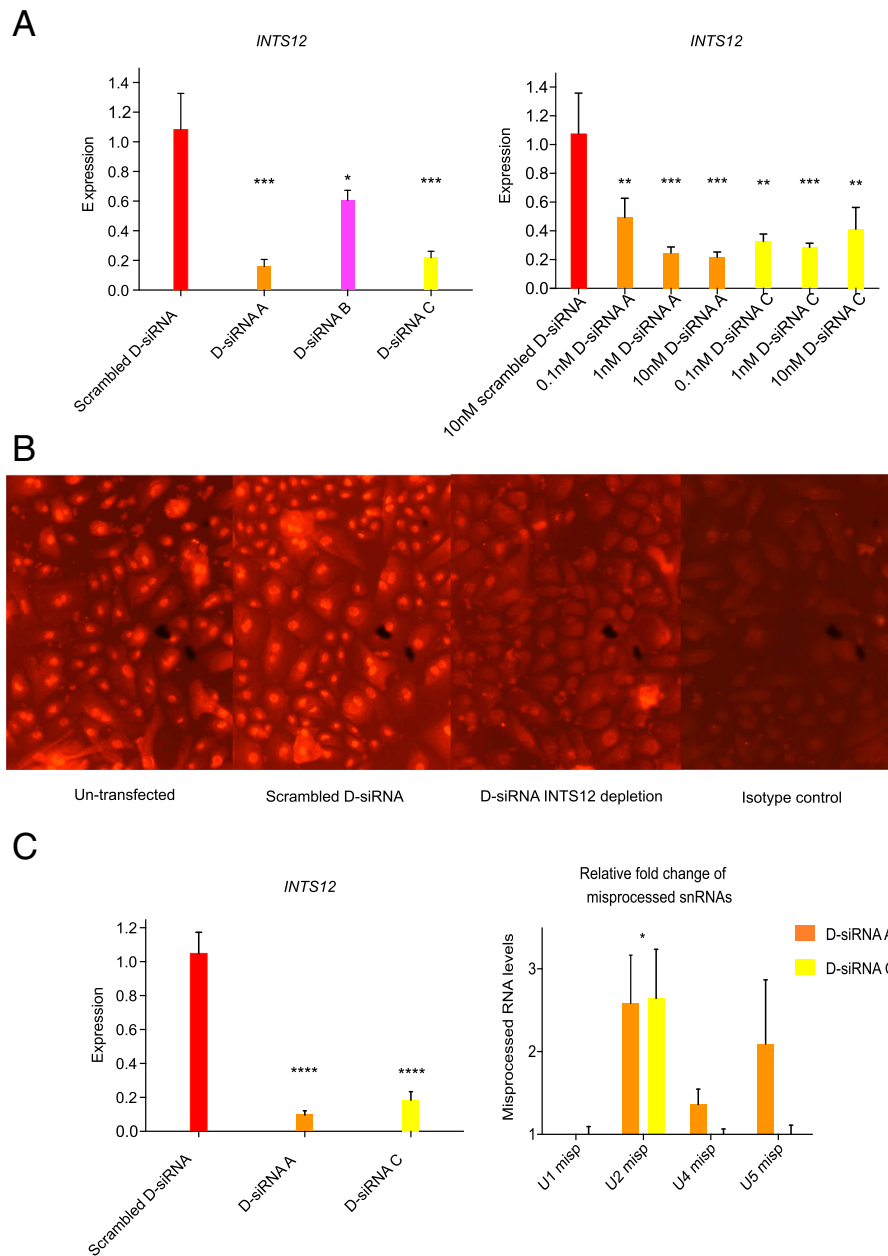 A
INTS12
Expression
1.4
1.2
1.0
0.8
0.6
0.4
0.2
0.0
***
*
***
Scrambled D-siRNA
D-siRNA A
D-siRNA B
D-siRNA C
INTS12
Expression
1.4
1.2
1.0
0.8
0.6
0.4
0.2
0.0
**
***
***
**
***
**
10nM scrambled D-siRNA
0.1nM D-siRNA A
1nM D-siRNA A
10nM D-siRNA A
0.1nM D-siRNA C
1nM D-siRNA C
10nM D-siRNA C
B
Un-transfected
Scrambled D-siRNA
D-siRNA INTS12 depletion
Isotype control
C
INTS12
Expression
1.2
1.0
0.8
0.6
0.4
0.2
0.0
****
****
Scrambled D-siRNA
D-siRNA A
D-siRNA C
Relative fold change of
misprocessed snRNAs
Misprocessed RNA levels
3
2
1
*
U1 misp
U2 misp
U4 misp
U5 misp
D-siRNA A
D-siRNA C